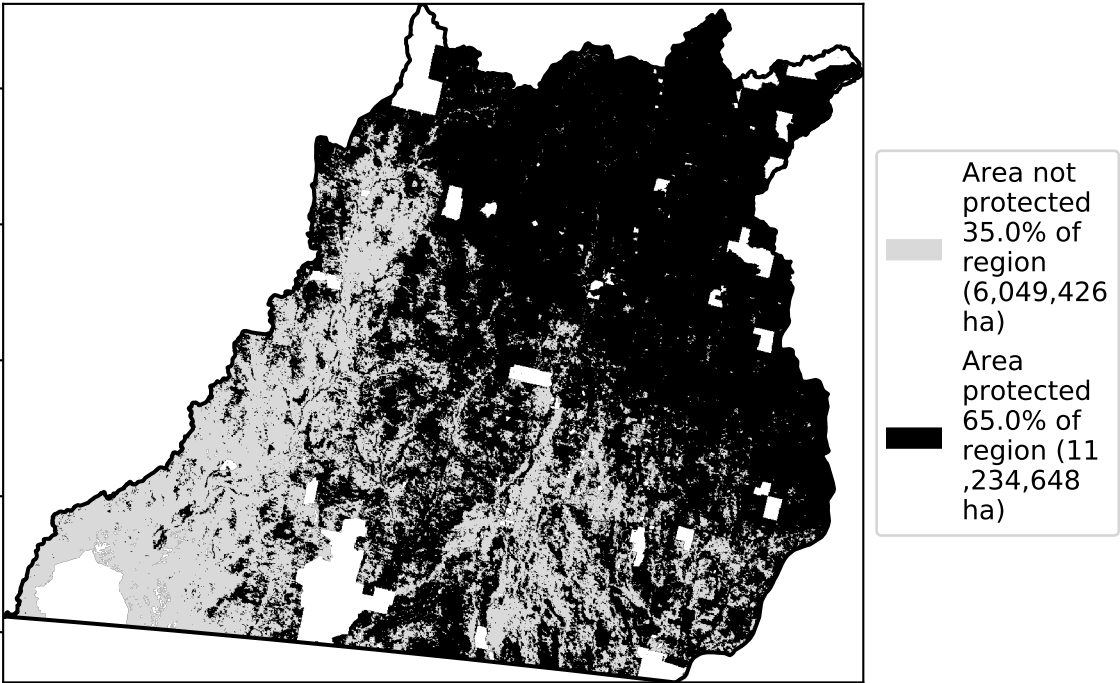 Area not
protected
35.0% of
region
(6,049,426
ha)
Area
protected
65.0% of
region (11
,234,648
ha)